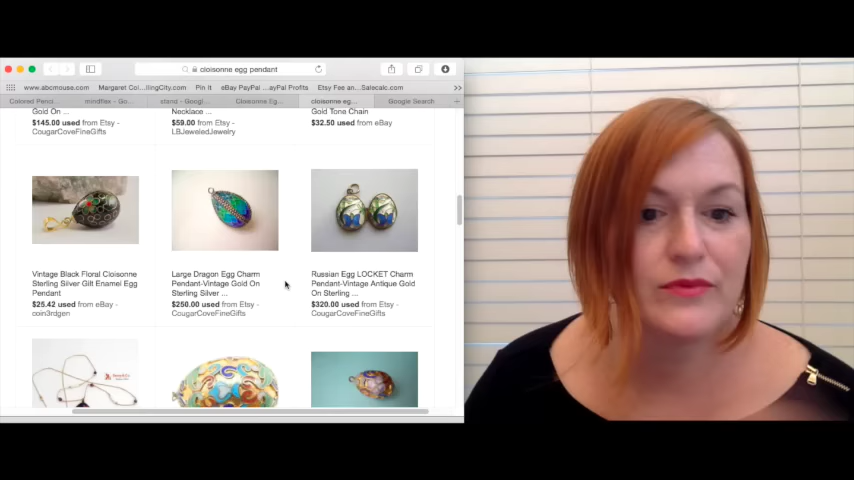 cloisonne egg pendant
www.abcmouse.com Margaret Col...llingCity.com Pin It eBay PayPal ...ayPal Profits Etsy Fee an...Salecalc.com
Colored Penci... mmdfles - Go... stand - Googl... Cloisonne Eg... cloisonne eg... Google Search
Gold On ...
$145.00 used from Etsy -
CougarCoveFineGifts
Necklace ...
$59.00 from Etsy -
LBJeweledJewelry
Gold Tone Chain
$32.50 from eBay
Vintage Black Floral Cloisonne
Sterling Silver Gilt Enamel Egg
Pendant
$25.42 from eBay -
coin3rdgen
Large Dragon Egg Charm
Pendant-Vintage Gold On
Sterling Silver ...
$250.00 used from Etsy -
CougarCoveFineGifts
Russian Egg LOCKET Charm
Pendant-Vintage Antique Gold
On Sterling ...
$320.00 used from Etsy -
CougarCoveFineGifts